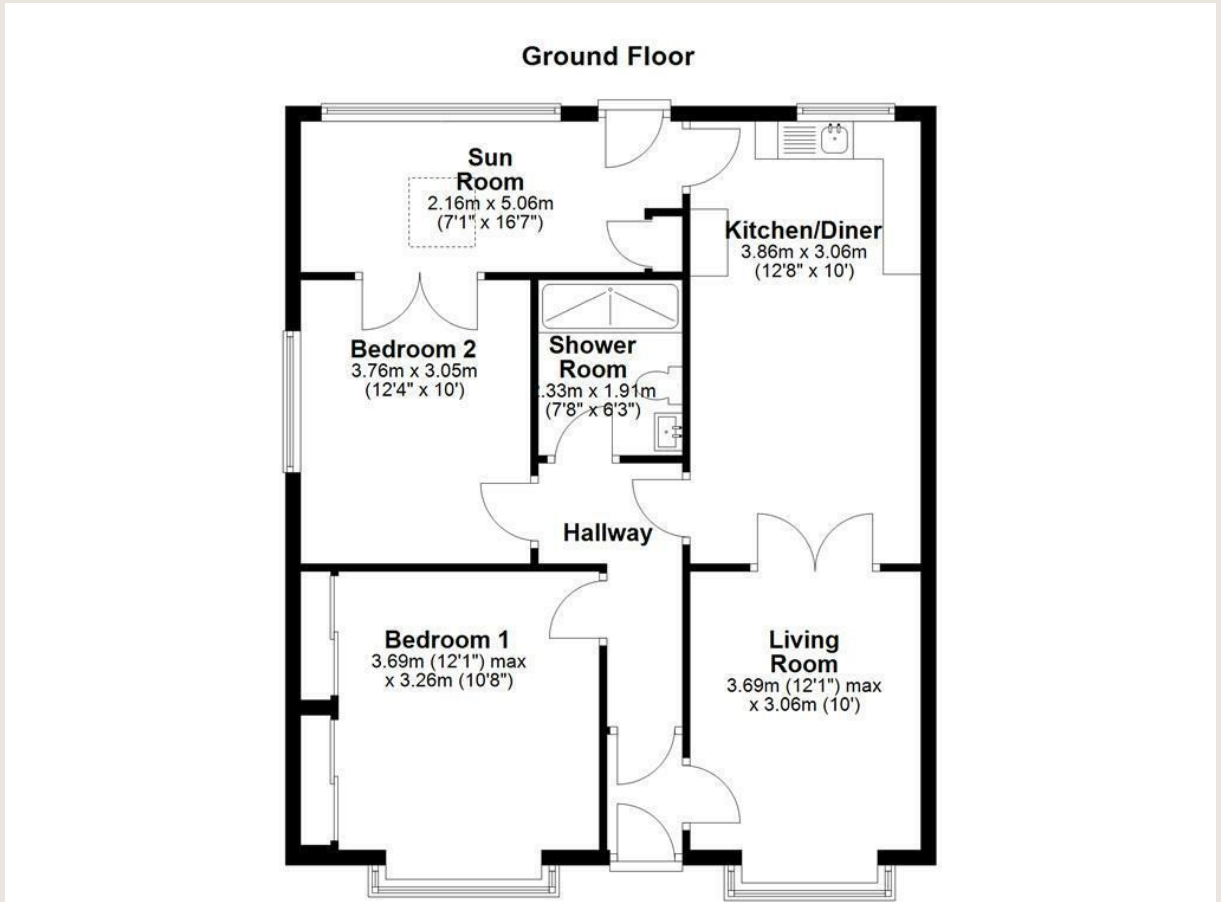 Ground Floor
Sun
Room
2.16m x 5.06m
(7'1" x 16'7")
Kitchen/Diner
3.86m x 3.06m
(12'8" x 10')
Bedroom 2
3.76m x 3.05m
(12'4" x 10')
Shower
Room
.33m x 1.91m
(7'8" x 6'3")
Hallway
Bedroom 1
3.69m (12'1") max
x 3.26m (10'8")
Living
Room
3.69m (12'1") max
x 3.06m (10')